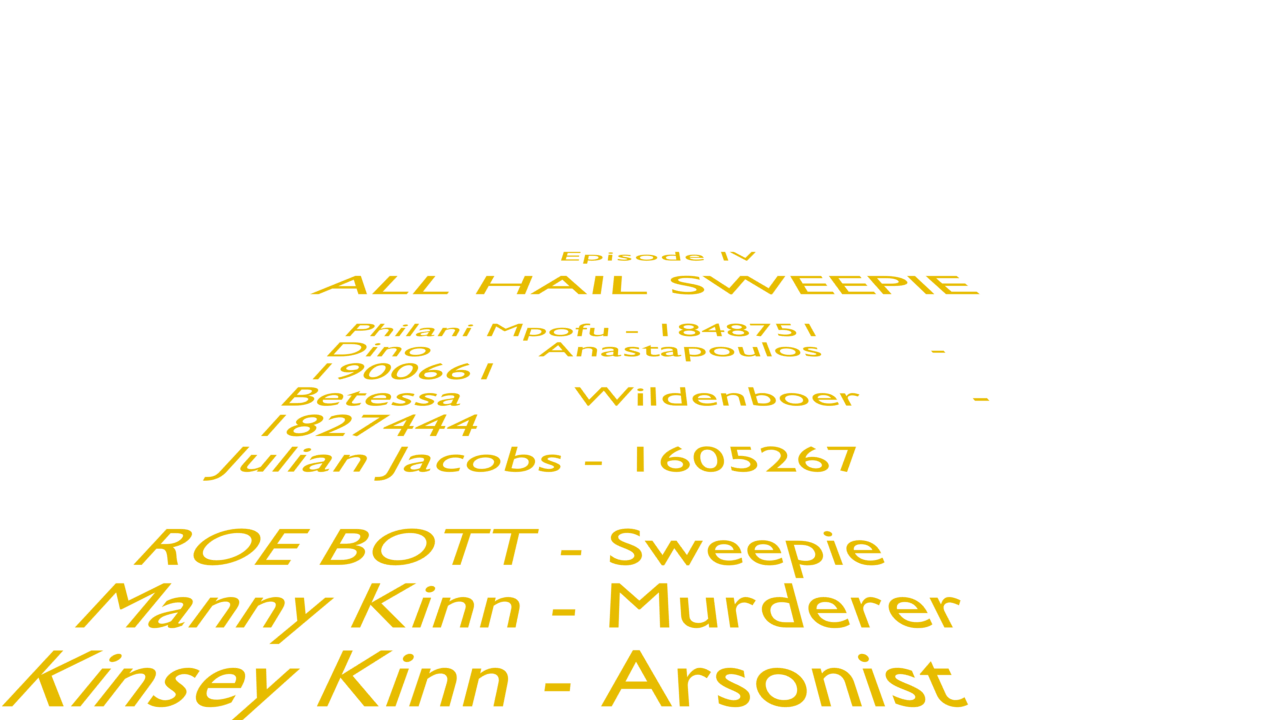 Episode IV
ALL HAIL SWEEPIE
Philani Mpofu - 1848751
Dino Anastapoulos -
1900661
Betessa Wildenboer -
1827444
Julian Jacobs - 1605267
ROE BOTT - Sweepie
Manny Kinn - Murderer
Kinsey Kinn - Arsonist